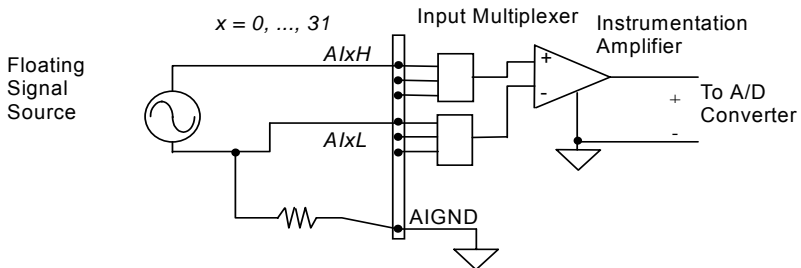 x = 0, ..., 31
Input Multiplexer
Instrumentation
Amplifier
Floating
Signal
Source
AIxH
+
-
To A/D
Converter
+
-
AIxL
AIGND